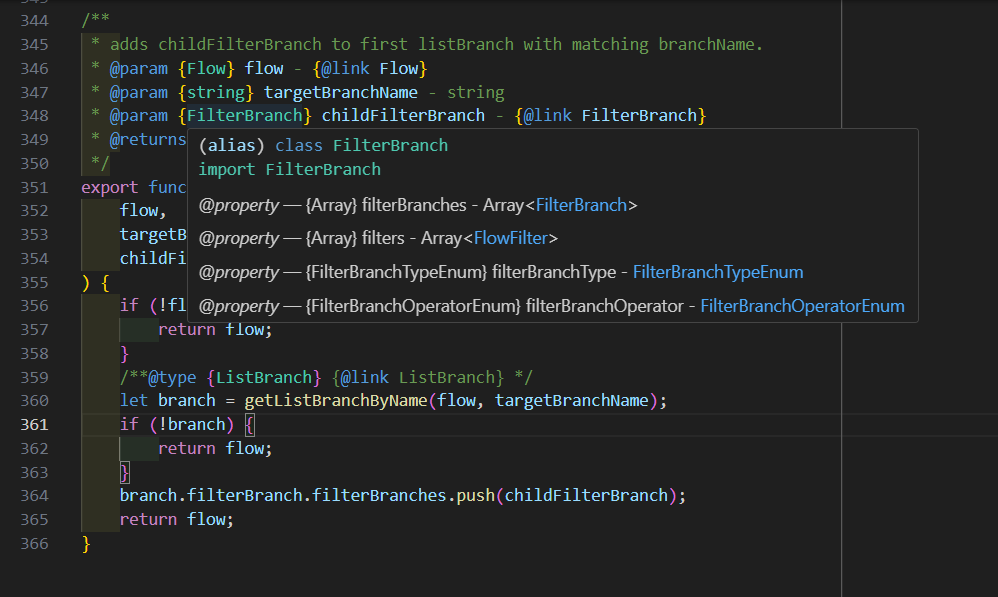 344 /**
345 * adds childFilterBranch to first listBranch with matching branchName.
346 * @param {Flow} flow - {@link Flow}
347 * @param {string} targetBranchName - string
348 * @param {FilterBranch} childFilterBranch - {@link FilterBranch}
349 * @returns
(alias) class FilterBranch
import FilterBranch
@property — {Array} filterBranches - Array<FilterBranch>
@property — {Array} filters - Array<FlowFilter>
@property — {FilterBranchTypeEnum} filterBranchType - FilterBranchTypeEnum
@property — {FilterBranchOperatorEnum} filterBranchOperator - FilterBranchOperatorEnum
350 */
351 export func
352 flow,
353 targetB
354 childFi
355 ) {
356 if (!fl
357 return flow;
358 }
359 /**@type {ListBranch} {@link ListBranch} */
360 let branch = getListBranchByName(flow, targetBranchName);
361 if (!branch) {
362 return flow;
363 }
364 branch.filterBranch.filterBranches.push(childFilterBranch);
365 return flow;
366 }